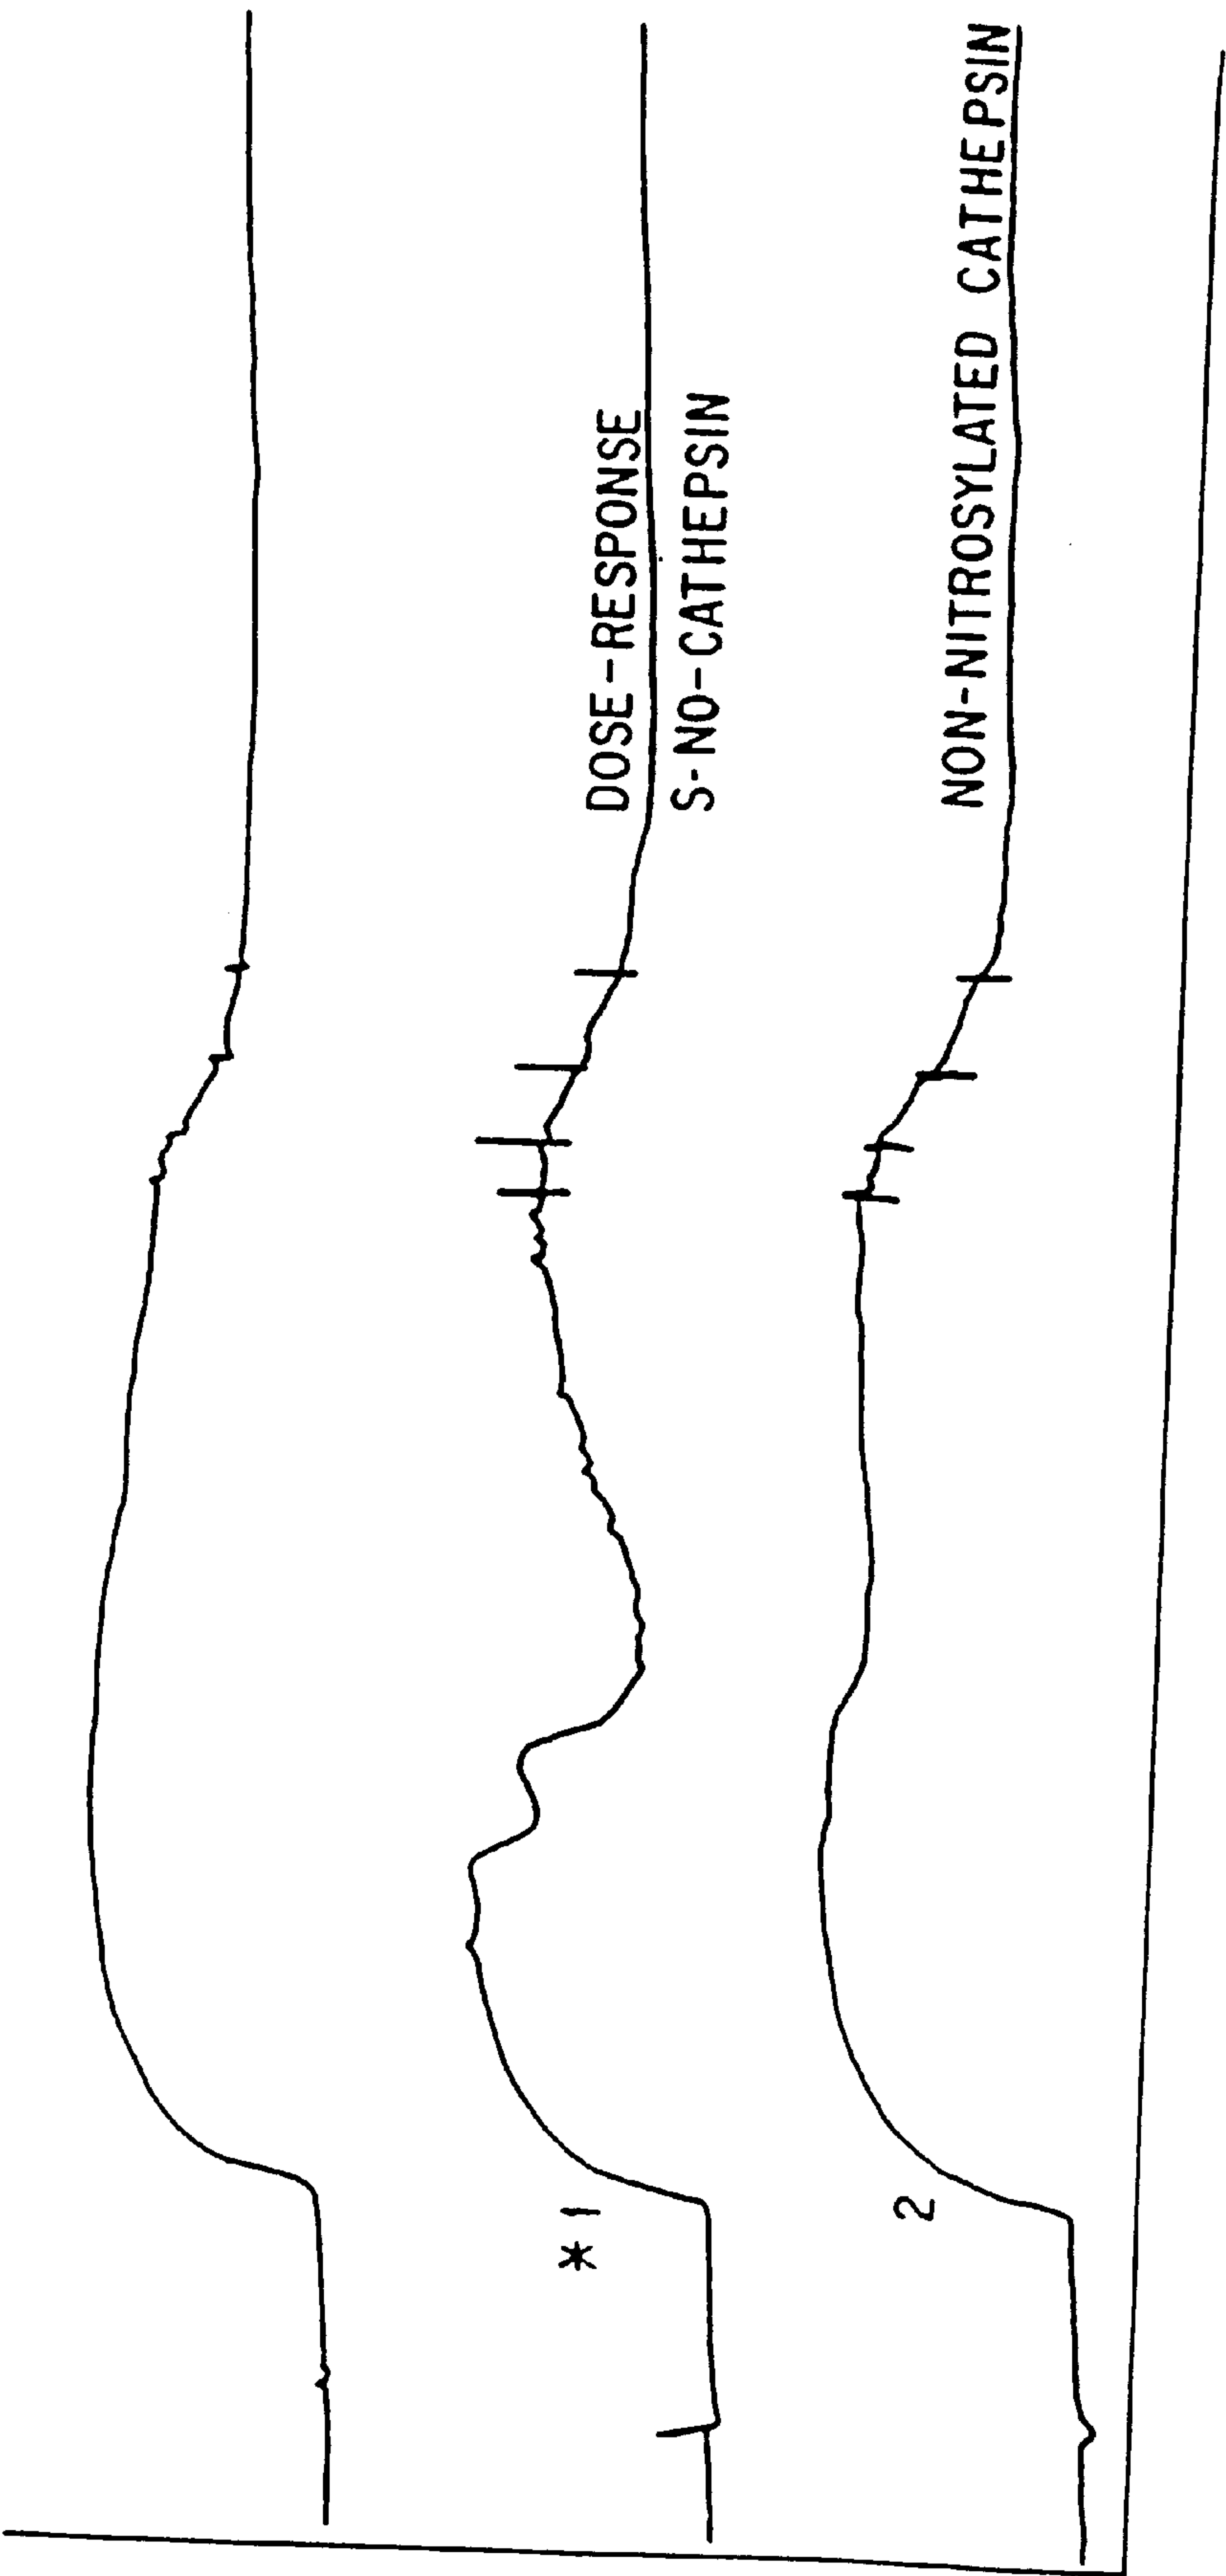 DOSE-RESPONSE
S-NO-CATHEPSIN
NON-NITROSYLATED CATHEPSIN
* 1
2